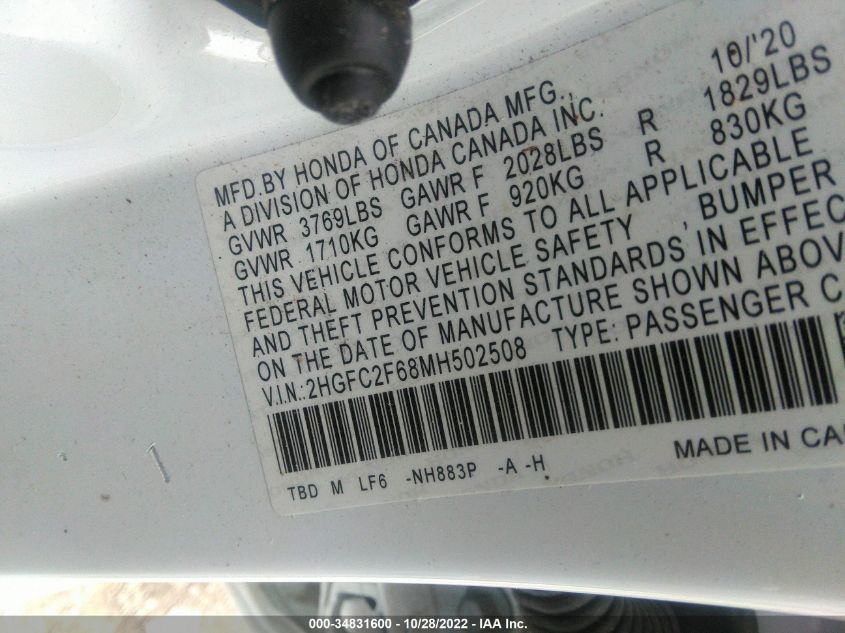 10/'20
MFD.BY HONDA OF CANADA MFG.,
A DIVISION OF HONDA CANADA INC.
GVWR 3769LBS GAWR F 2028LBS R 1829LBS
GVWR 1710KG GAWR F 920KG R 830KG
THIS VEHICLE CONFORMS TO ALL APPLICABLE
FEDERAL MOTOR VEHICLE SAFETY , BUMPER
AND THEFT PREVENTION STANDARDS IN EFFEC
ON THE DATE OF MANUFACTURE SHOWN ABOV
V.I.N.:2HGFC2F68MH502508 TYPE: PASSENGER C
TBD M LF6 -NH883P -A -H
MADE IN CA
000-34831600 - 10/28/2022 - IAA Inc.